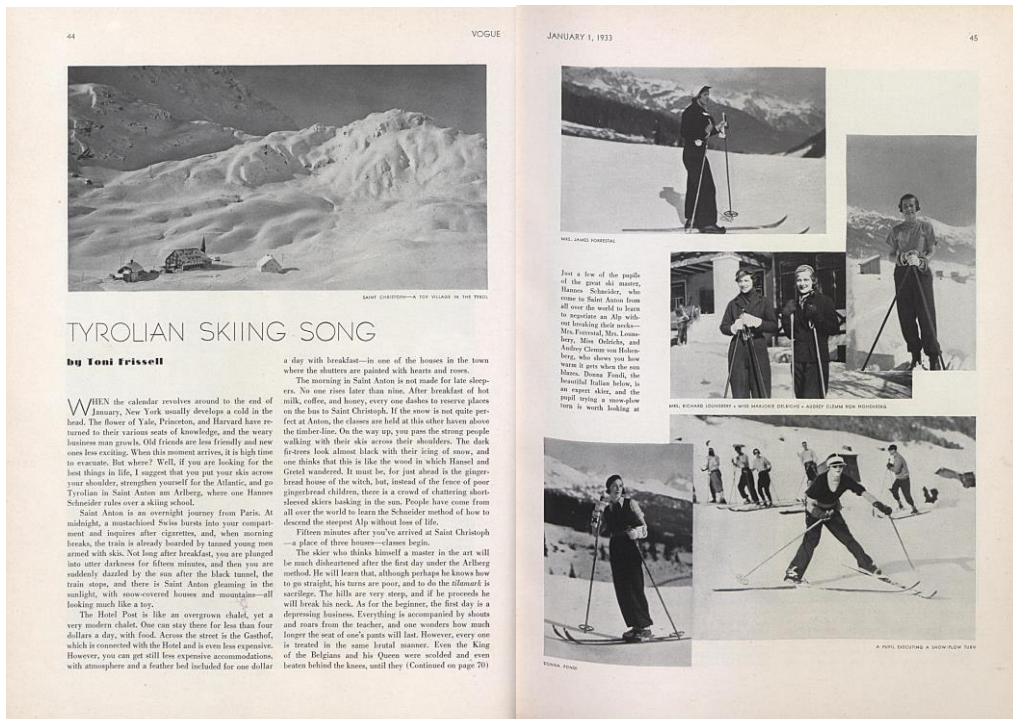 44
VOGUE
SAINT CHRISTOPH—A TOY VILLAGE IN THE TYROL
TYROLIAN SKIING SONG
by Toni Frissell
WHEN the calendar revolves around to the end of
January, New York usually develops a cold in the
head. The flower of Yale, Princeton, and Harvard have re-
turned to their various seats of knowledge, and the weary
business man growls. Old friends are less friendly and new
ones less exciting. When this moment arrives, it is high time
to evacuate. But where? Well, if you are looking for the
best things in life, I suggest that you put your skis across
your shoulder, strengthen yourself for the Atlantic, and go
Tyrolian in Saint Anton am Arlberg, where one Hannes
Schneider rules over a skiing school.
Saint Anton is an overnight journey from Paris. At
midnight, a mustachioed Swiss bursts into your compart-
ment and inquires after cigarettes, and, when morning
breaks, the train is already boarded by tanned young men
armed with skis. Not long after breakfast, you are plunged
into utter darkness for fifteen minutes, and then you are
suddenly dazzled by the sun after the black tunnel, the
train stops, and there is Saint Anton gleaming in the
sunlight, with snow-covered houses and mountains—all
looking much like a toy.
The Hotel Post is like an overgrown chalet, yet a
very modern chalet. One can stay there for less than four
dollars a day, with food. Across the street is the Gasthof,
which is connected with the Hotel and is even less expensive.
However, you can get still less expensive accommodations,
with atmosphere and a feather bed included for one dollar
a day with breakfast—in one of the houses in the town
where the shutters are painted with hearts and roses.
The morning in Saint Anton is not made for late sleep-
ers. No one rises later than nine. After breakfast of hot
milk, coffee, and honey, every one dashes to reserve places
on the bus to Saint Christoph. If the snow is not quite per-
fect at Anton, the classes are held at this other haven above
the timber-line. On the way up, you pass the strong people
walking with their skis across their shoulders. The dark
fir-trees look almost black with their icing of snow, and
one thinks that this is like the wood in which Hansel and
Gretel wandered. It must be, for just ahead is the ginger-
bread house of the witch, but, instead of the fence of poor
gingerbread children, there is a crowd of chattering short-
sleeved skiers basking in the sun. People have come from
all over the world to learn the Schneider method of how to
descend the steepest Alp without loss of life.
Fifteen minutes after you've arrived at Saint Christoph
—a place of three houses—classes begin.
The skier who thinks himself a master in the art will
be much disheartened after the first day under the Arlberg
method. He will learn that, although perhaps he knows how
to go straight, his turns are poor, and to do the telemark is
sacrilege. The hills are very steep, and if he proceeds he
will break his neck. As for the beginner, the first day is a
depressing business. Everything is accompanied by shouts
and roars from the teacher, and one wonders how much
longer the seat of one's pants will last. However, every one
is treated in the same brutal manner. Even the King
of the Belgians and his Queen were scolded and even
beaten behind the knees, until they (Continued on page 70)
JANUARY 1, 1933
45
MRS. JAMES FORRESTAL
Just a few of the pupils
of the great ski master,
Hannes Schneider, who
come to Saint Anton from
all over the world to learn
to negotiate an Alp with-
out breaking their necks—
Mrs. Forrestal, Mrs. Louns-
bery, Miss Oelrichs, and
Audrey Clemm von Hohen-
berg, who shows you how
warm it gets when the sun
blazes. Donna Fondi, the
beautiful Italian below, is
an expert skier, and the
pupil trying a snow-plow
turn is worth looking at
MRS. RICHARD LOUNSBERY • MISS MARJORIE OELRICHS • AUDREY CLEMM VON HOHENBERG
DONNA FONDI
A PUPIL EXECUTING A SNOW-PLOW TURN